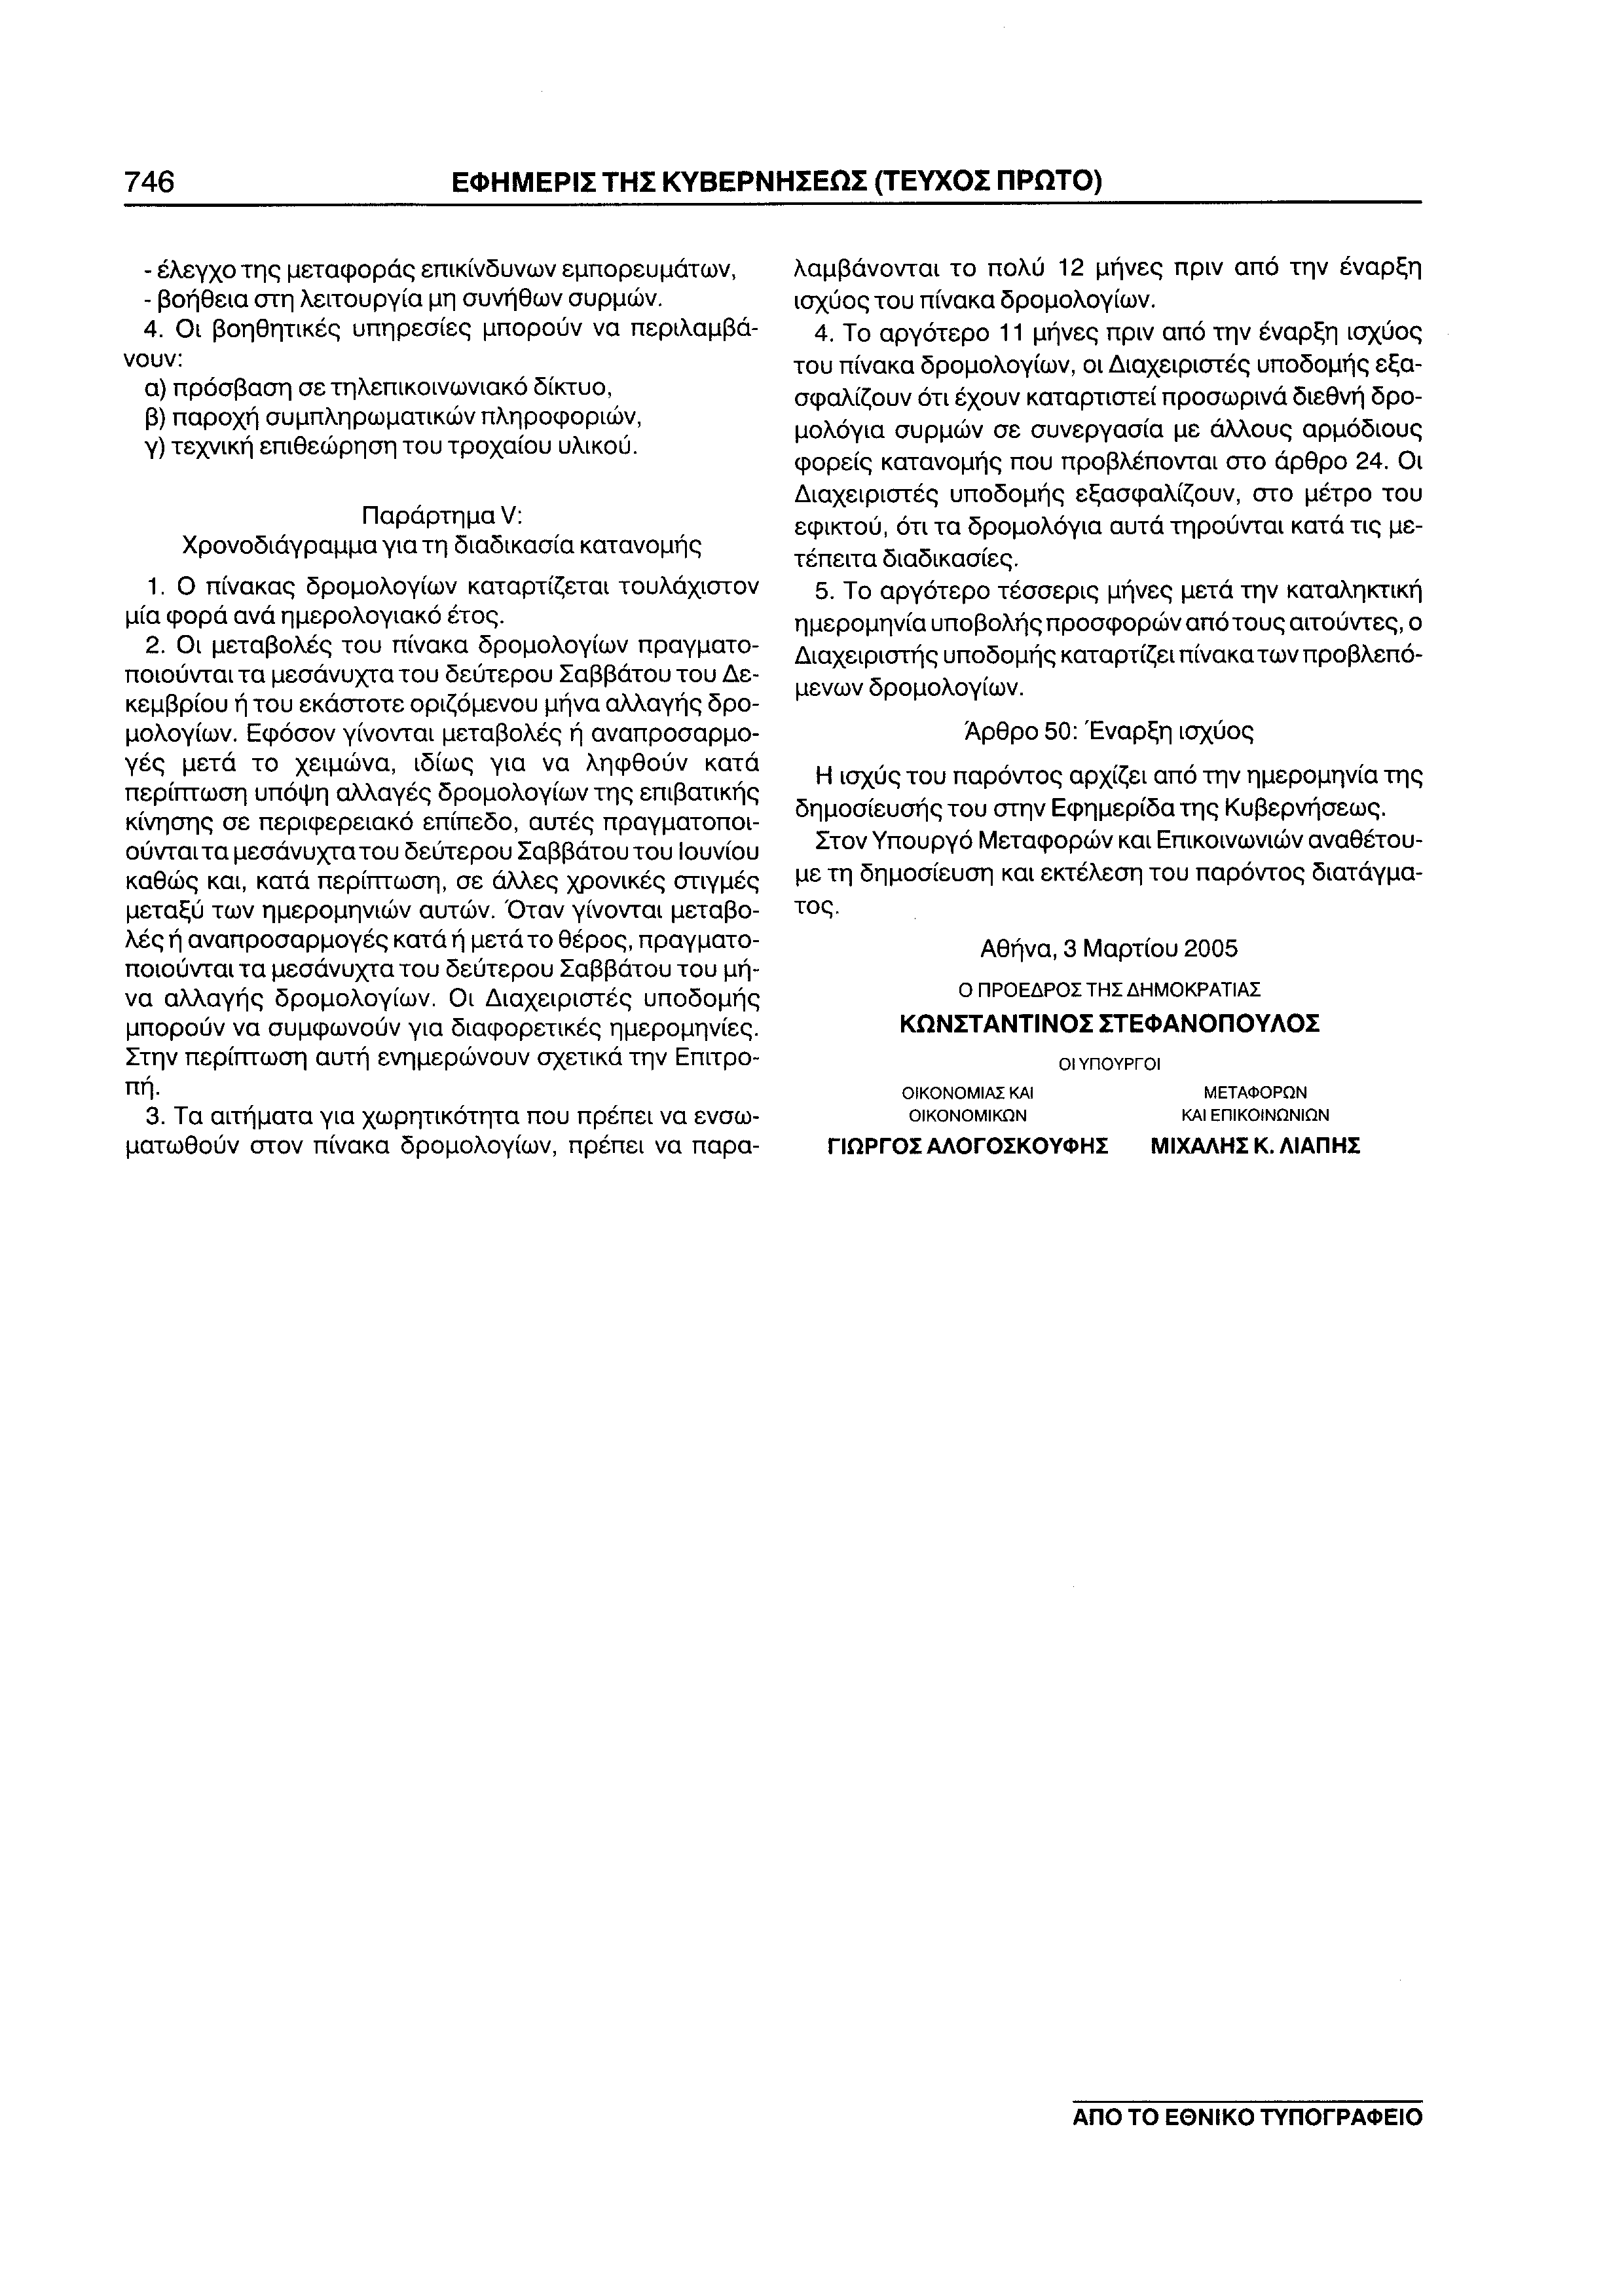 746
ΕΦΗΜΕΡΙΣ ΤΗΣ ΚΥΒΕΡΝΗΣΕΩΣ (ΤΕΥΧΟΣ ΠΡΩΤΟ)
- έλεγχο της μεταφοράς επικίνδυνων εμπορευμάτων,
- βοήθεια στη λειτουργία μη συνήθων συρμών.
4. Οι βοηθητικές υπηρεσίες μπορούν να περιλαμβά-
νουν:
α) πρόσβαση σε τηλεπικοινωνιακό δίκτυο,
β) παροχή συμπληρωματικών πληροφοριών,
γ) τεχνική επιθεώρηση του τροχαίου υλικού.
Παράρτημα V:
Χρονοδιάγραμμα για τη διαδικασία κατανομής
1. Ο πίνακας δρομολογίων καταρτίζεται τουλάχιστον
μία φορά ανά ημερολογιακό έτος.
2. Οι μεταβολές του πίνακα δρομολογίων πραγματο-
ποιούνται τα μεσάνυχτα του δεύτερου Σαββάτου του Δε-
κεμβρίου ή του εκάστοτε οριζόμενου μήνα αλλαγής δρο-
μολογίων. Εφόσον γίνονται μεταβολές ή αναπροσαρμο-
γές μετά το χειμώνα, ιδίως για να ληφθούν κατά
περίπτωση υπόψη αλλαγές δρομολογίων της επιβατικής
κίνησης σε περιφερειακό επίπεδο, αυτές πραγματοποι-
ούνται τα μεσάνυχτα του δεύτερου Σαββάτου του Ιουνίου
καθώς και, κατά περίπτωση, σε άλλες χρονικές στιγμές
μεταξύ των ημερομηνιών αυτών. Όταν γίνονται μεταβο-
λές ή αναπροσαρμογές κατά ή μετά το θέρος, πραγματο-
ποιούνται τα μεσάνυχτα του δεύτερου Σαββάτου του μή-
να αλλαγής δρομολογίων. Οι Διαχειριστές υποδομής
μπορούν να συμφωνούν για διαφορετικές ημερομηνίες.
Στην περίπτωση αυτή ενημερώνουν σχετικά την Επιτρο-
πή.
3. Τα αιτήματα για χωρητικότητα που πρέπει να ενσω-
ματωθούν στον πίνακα δρομολογίων, πρέπει να παρα-
λαμβάνονται το πολύ 12 μήνες πριν από την έναρξη
ισχύος του πίνακα δρομολογίων.
4. Το αργότερο 11 μήνες πριν από την έναρξη ισχύος
του πίνακα δρομολογίων, οι Διαχειριστές υποδομής εξα-
σφαλίζουν ότι έχουν καταρτιστεί προσωρινά διεθνή δρο-
μολόγια συρμών σε συνεργασία με άλλους αρμόδιους
φορείς κατανομής που προβλέπονται στο άρθρο 24. Οι
Διαχειριστές υποδομής εξασφαλίζουν, στο μέτρο του
εφικτού, ότι τα δρομολόγια αυτά τηρούνται κατά τις με-
τέπειτα διαδικασίες.
5. Το αργότερο τέσσερις μήνες μετά την καταληκτική
ημερομηνία υποβολής προσφορών από τους αιτούντες, ο
Διαχειριστής υποδομής καταρτίζει πίνακα των προβλεπό-
μενων δρομολογίων.
Άρθρο 50: Έναρξη ισχύος
Η ισχύς του παρόντος αρχίζει από την ημερομηνία της
δημοσίευσής του στην Εφημερίδα της Κυβερνήσεως.
Στον Υπουργό Μεταφορών και Επικοινωνιών αναθέτου-
με τη δημοσίευση και εκτέλεση του παρόντος διατάγμα-
τος.
Αθήνα, 3 Μαρτίου 2005
Ο ΠΡΟΕΔΡΟΣ ΤΗΣ ΔΗΜΟΚΡΑΤΙΑΣ
ΚΩΝΣΤΑΝΤΙΝΟΣ ΣΤΕΦΑΝΟΠΟΥΛΟΣ
ΟΙ ΥΠΟΥΡΓΟΙ
ΟΙΚΟΝΟΜΙΑΣ ΚΑΙ
ΟΙΚΟΝΟΜΙΚΩΝ
ΓΙΩΡΓΟΣ ΑΛΟΓΟΣΚΟΥΦΗΣ
ΜΕΤΑΦΟΡΩΝ
ΚΑΙ ΕΠΙΚΟΙΝΩΝΙΩΝ
ΜΙΧΑΛΗΣ Κ. ΛΙΑΠΗΣ
ΑΠΟ ΤΟ ΕΘΝΙΚΟ ΤΥΠΟΓΡΑΦΕΙΟ